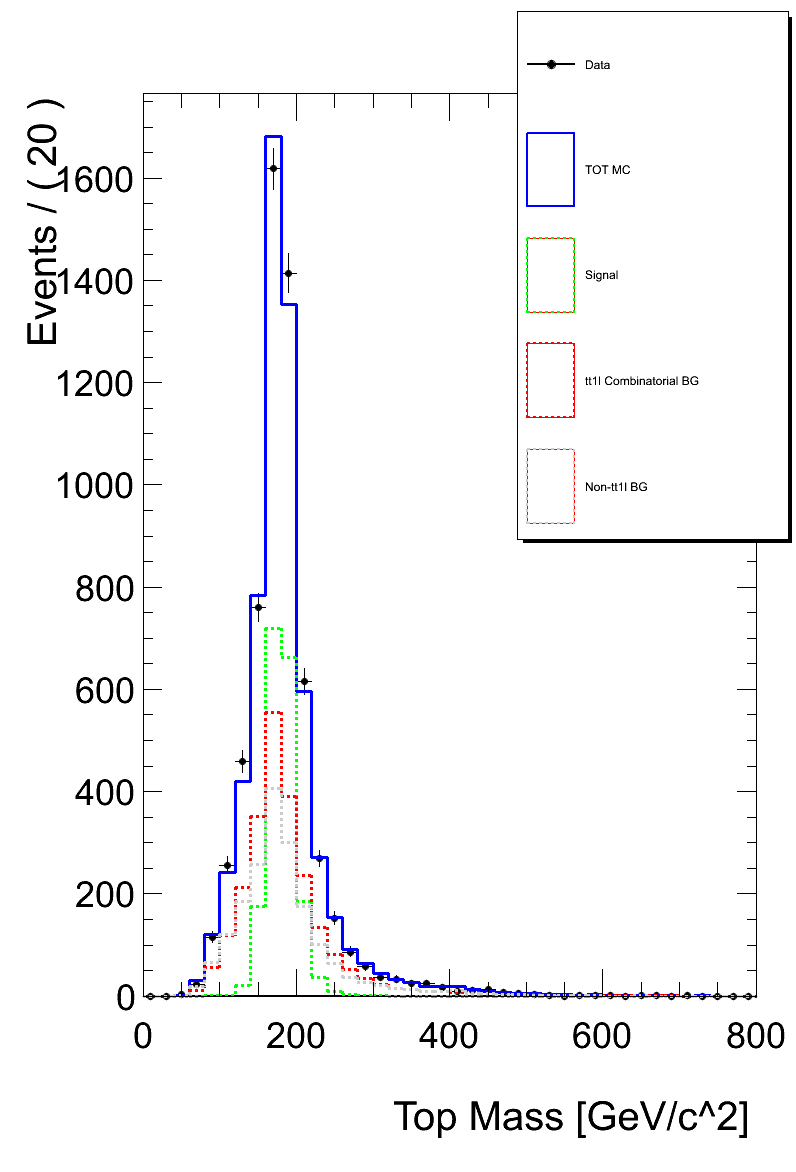 Data
TOT MC
Signal
tt1l Combinatorial BG
Non-tt1l BG
Events / ( 20 )
1600
1400
1200
1000
800
600
400
200
0
0 200 400 600 800
Top Mass [GeV/c^2]